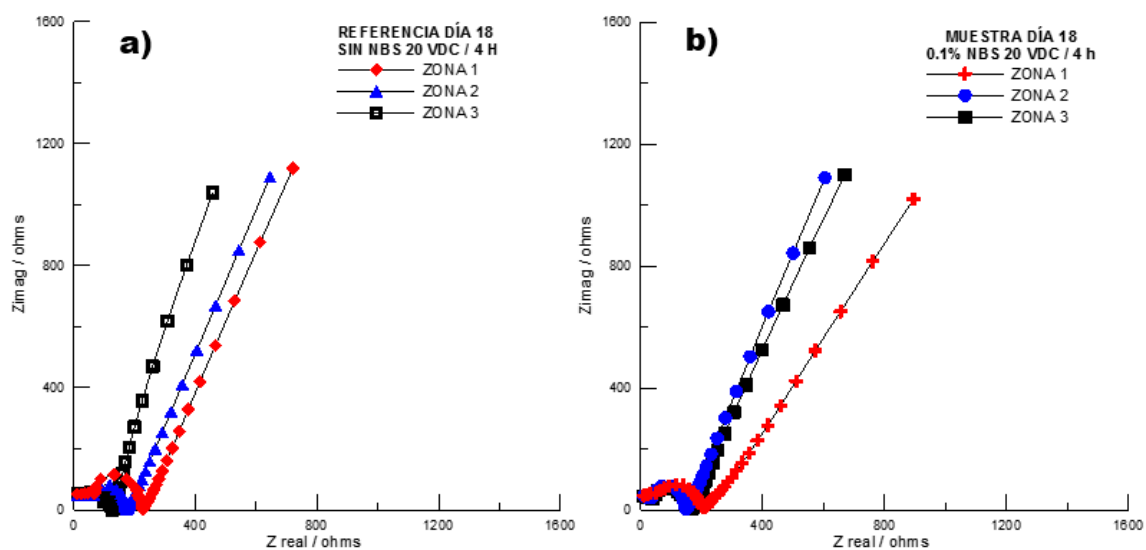 a)
REFERENCIA DÍA 18
SIN NBS 20 VDC / 4 H
ZONA 1
ZONA 2
ZONA 3
1600
1200
800
400
0
Zimag / ohms
0 400 800 1200 1600
Z real / ohms
b)
MUESTRA DÍA 18
0.1% NBS 20 VDC / 4 h
ZONA 1
ZONA 2
ZONA 3
1600
1200
800
400
0
Zimag / ohms
0 400 800 1200 1600
Z real / ohms